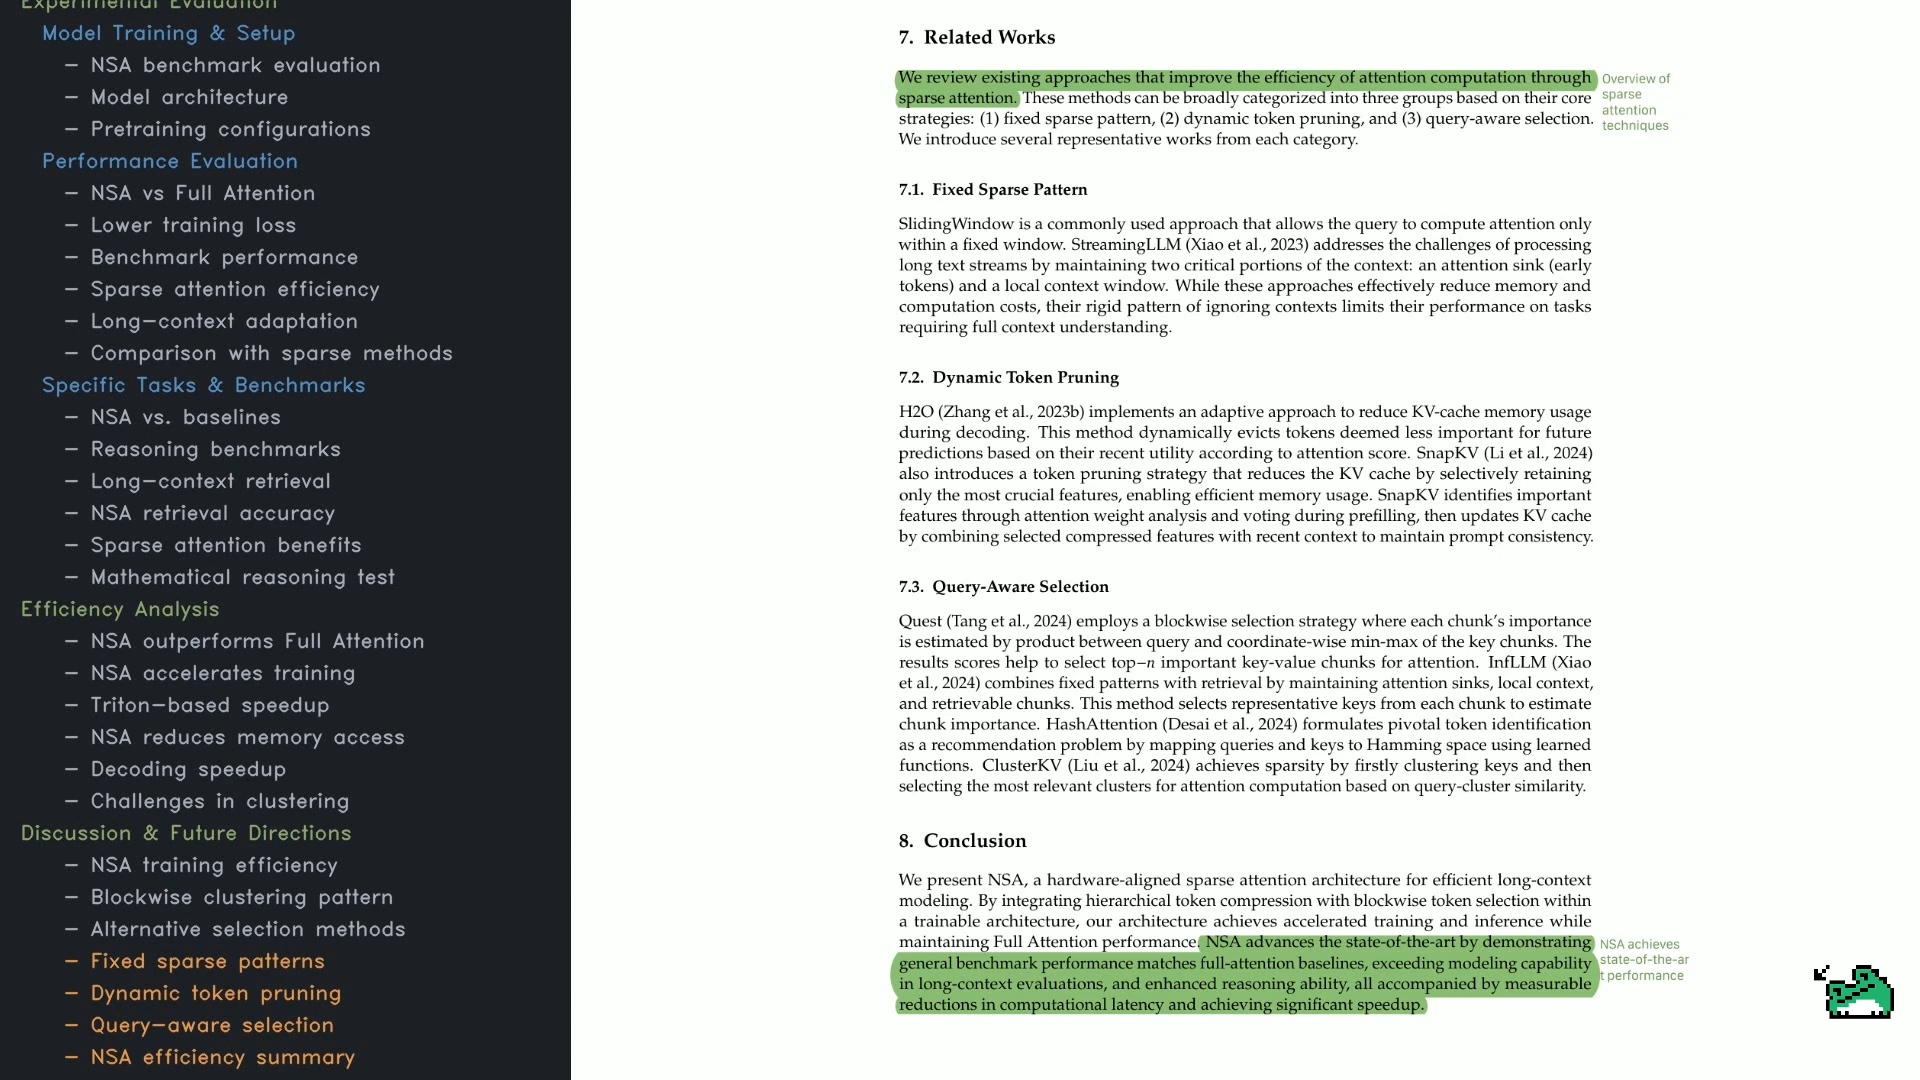 Experimental Evaluation
Model Training & Setup
– NSA benchmark evaluation
– Model architecture
– Pretraining configurations
Performance Evaluation
– NSA vs Full Attention
– Lower training loss
– Benchmark performance
– Sparse attention efficiency
– Long–context adaptation
– Comparison with sparse methods
Specific Tasks & Benchmarks
– NSA vs. baselines
– Reasoning benchmarks
– Long–context retrieval
– NSA retrieval accuracy
– Sparse attention benefits
– Mathematical reasoning test
Efficiency Analysis
– NSA outperforms Full Attention
– NSA accelerates training
– Triton–based speedup
– NSA reduces memory access
– Decoding speedup
– Challenges in clustering
Discussion & Future Directions
– NSA training efficiency
– Blockwise clustering pattern
– Alternative selection methods
– Fixed sparse patterns
– Dynamic token pruning
– Query–aware selection
– NSA efficiency summary
7. Related Works
We review existing approaches that improve the efficiency of attention computation through
sparse attention. These methods can be broadly categorized into three groups based on their core
strategies: (1) fixed sparse pattern, (2) dynamic token pruning, and (3) query-aware selection.
We introduce several representative works from each category.
Overview of
sparse
attention
techniques
7.1. Fixed Sparse Pattern
SlidingWindow is a commonly used approach that allows the query to compute attention only
within a fixed window. StreamingLLM (Xiao et al., 2023) addresses the challenges of processing
long text streams by maintaining two critical portions of the context: an attention sink (early
tokens) and a local context window. While these approaches effectively reduce memory and
computation costs, their rigid pattern of ignoring contexts limits their performance on tasks
requiring full context understanding.
7.2. Dynamic Token Pruning
H2O (Zhang et al., 2023b) implements an adaptive approach to reduce KV-cache memory usage
during decoding. This method dynamically evicts tokens deemed less important for future
predictions based on their recent utility according to attention score. SnapKV (Li et al., 2024)
also introduces a token pruning strategy that reduces the KV cache by selectively retaining
only the most crucial features, enabling efficient memory usage. SnapKV identifies important
features through attention weight analysis and voting during prefilling, then updates KV cache
by combining selected compressed features with recent context to maintain prompt consistency.
7.3. Query-Aware Selection
Quest (Tang et al., 2024) employs a blockwise selection strategy where each chunk's importance
is estimated by product between query and coordinate-wise min-max of the key chunks. The
results scores help to select top–n important key-value chunks for attention. InfLLM (Xiao
et al., 2024) combines fixed patterns with retrieval by maintaining attention sinks, local context,
and retrievable chunks. This method selects representative keys from each chunk to estimate
chunk importance. HashAttention (Desai et al., 2024) formulates pivotal token identification
as a recommendation problem by mapping queries and keys to Hamming space using learned
functions. ClusterKV (Liu et al., 2024) achieves sparsity by firstly clustering keys and then
selecting the most relevant clusters for attention computation based on query-cluster similarity.
8. Conclusion
We present NSA, a hardware-aligned sparse attention architecture for efficient long-context
modeling. By integrating hierarchical token compression with blockwise token selection within
a trainable architecture, our architecture achieves accelerated training and inference while
maintaining Full Attention performance. NSA advances the state-of-the-art by demonstrating
general benchmark performance matches full-attention baselines, exceeding modeling capability
in long-context evaluations, and enhanced reasoning ability, all accompanied by measurable
reductions in computational latency and achieving significant speedup.
NSA achieves
state-of-the-ar
t performance